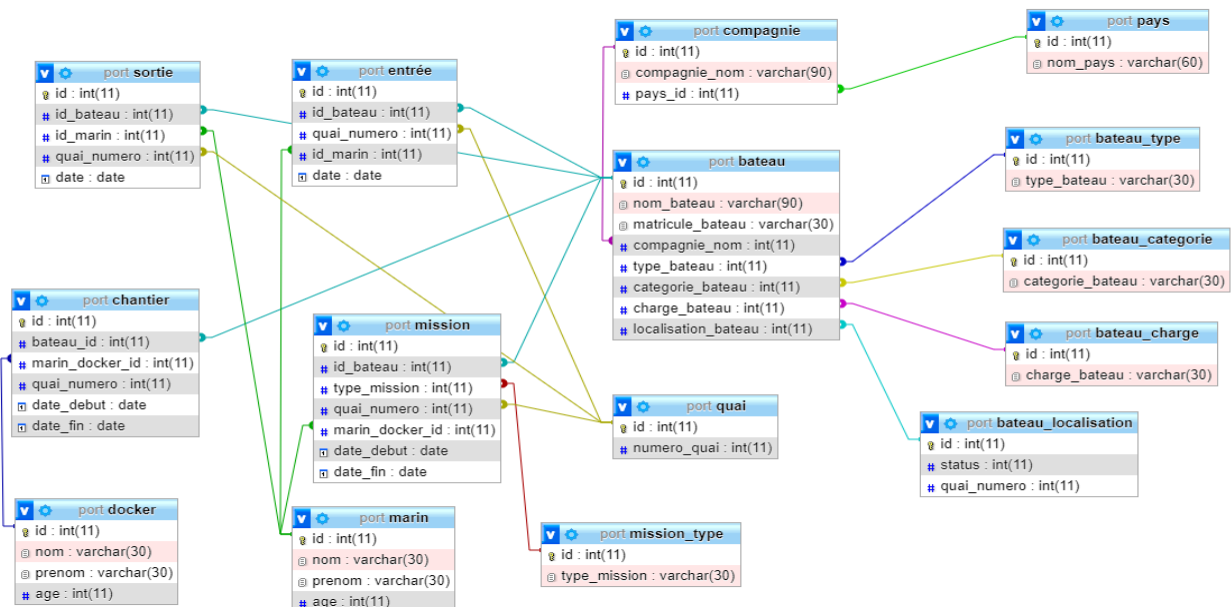 port sortie
id : int(11)
id_bateau : int(11)
id_marin : int(11)
quai_numero : int(11)
date : date
port entrée
id : int(11)
id_bateau : int(11)
quai_numero : int(11)
id_marin : int(11)
date : date
port compagnie
id : int(11)
compagnie_nom : varchar(90)
pays_id : int(11)
port pays
id : int(11)
nom_pays : varchar(60)
port bateau
id : int(11)
nom_bateau : varchar(90)
matricule_bateau : varchar(30)
compagnie_nom : int(11)
type_bateau : int(11)
categorie_bateau : int(11)
charge_bateau : int(11)
localisation_bateau : int(11)
port bateau_type
id : int(11)
type_bateau : varchar(30)
port bateau_categorie
id : int(11)
categorie_bateau : varchar(30)
port bateau_charge
id : int(11)
charge_bateau : varchar(30)
port chantier
id : int(11)
bateau_id : int(11)
marin_docker_id : int(11)
quai_numero : int(11)
date_debut : date
date_fin : date
port mission
id : int(11)
id_bateau : int(11)
type_mission : int(11)
quai_numero : int(11)
marin_docker_id : int(11)
date_debut : date
date_fin : date
port quai
id : int(11)
numero_quai : int(11)
port bateau_localisation
id : int(11)
status : int(11)
quai_numero : int(11)
port docker
id : int(11)
nom : varchar(30)
prenom : varchar(30)
age : int(11)
port marin
id : int(11)
nom : varchar(30)
prenom : varchar(30)
age : int(11)
port mission_type
id : int(11)
type_mission : varchar(30)